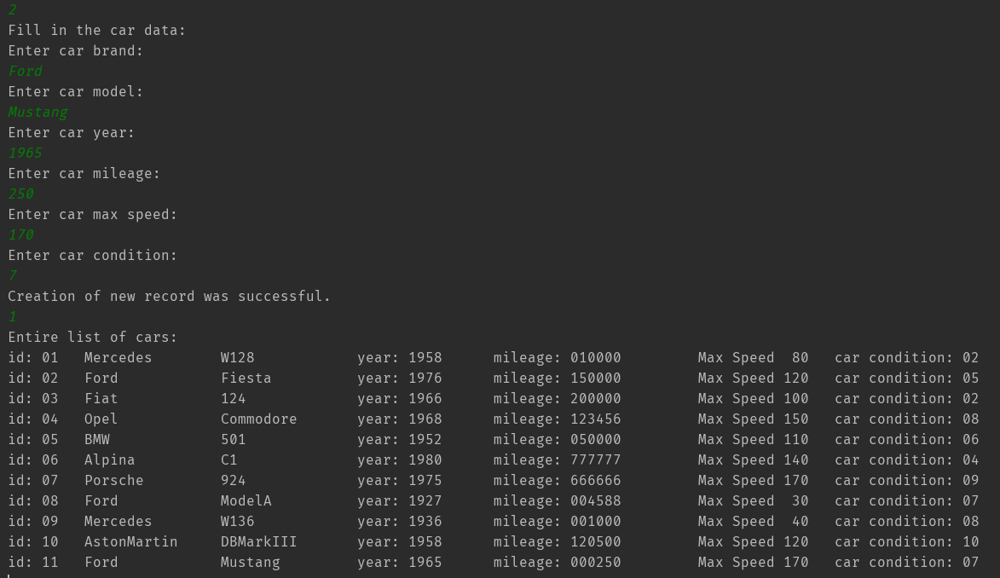 2
Fill in the car data:
Enter car brand:
Ford
Enter car model:
Mustang
Enter car year:
1965
Enter car mileage:
250
Enter car max speed:
170
Enter car condition:
7
Creation of new record was successful.
1
Entire list of cars:
id: 01   Mercedes        W128            year: 1958      mileage: 010000         Max Speed  80   car condition: 02
id: 02   Ford            Fiesta          year: 1976      mileage: 150000         Max Speed 120   car condition: 05
id: 03   Fiat            124             year: 1966      mileage: 200000         Max Speed 100   car condition: 02
id: 04   Opel            Commodore       year: 1968      mileage: 123456         Max Speed 150   car condition: 08
id: 05   BMW             501             year: 1952      mileage: 050000         Max Speed 110   car condition: 06
id: 06   Alpina          C1              year: 1980      mileage: 777777         Max Speed 140   car condition: 04
id: 07   Porsche         924             year: 1975      mileage: 666666         Max Speed 170   car condition: 09
id: 08   Ford            ModelA          year: 1927      mileage: 004588         Max Speed  30   car condition: 07
id: 09   Mercedes        W136            year: 1936      mileage: 001000         Max Speed  40   car condition: 08
id: 10   AstonMartin     DBMarkIII       year: 1958      mileage: 120500         Max Speed 120   car condition: 10
id: 11   Ford            Mustang         year: 1965      mileage: 000250         Max Speed 170   car condition: 07